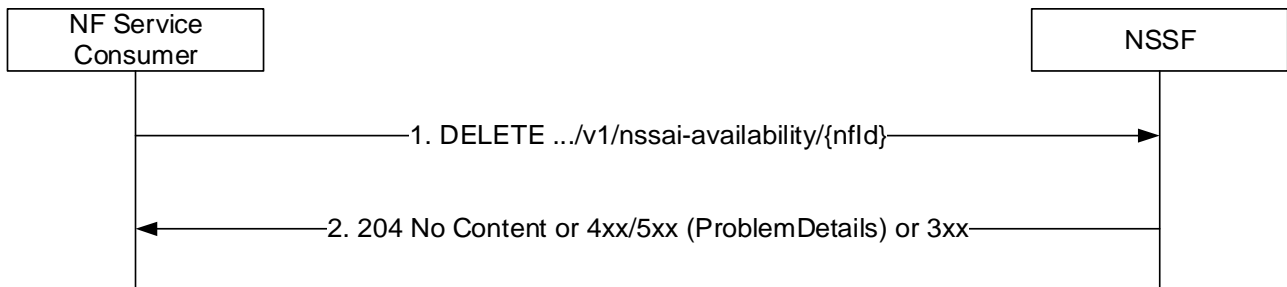 NF Service
Consumer
NSSF
1. DELETE .../v1/nssai-availability/{nfId}
2. 204 No Content or 4xx/5xx (ProblemDetails) or 3xx